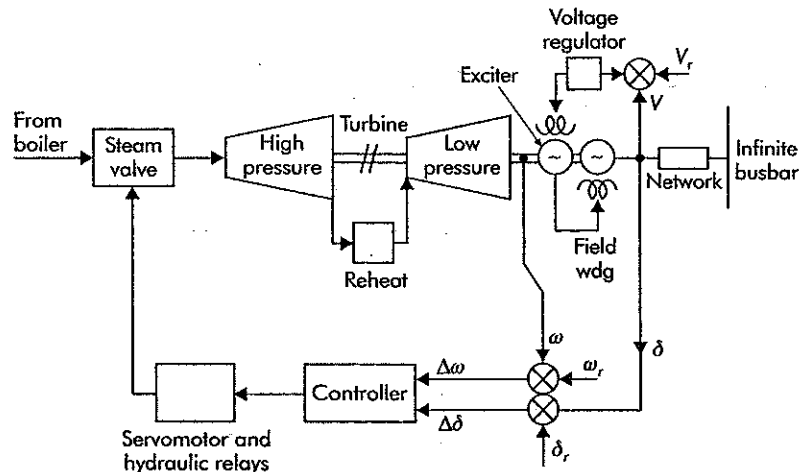 Voltage
regulator
V_r
Exciter
V
From
boiler
Steam
valve
High
pressure
Turbine
Low
pressure
~
~
Infinite
busbar
Network
Reheat
Field
wdg
ω
δ
Δω
ω_r
Controller
Δδ
δ_r
Servomotor and
hydraulic relays